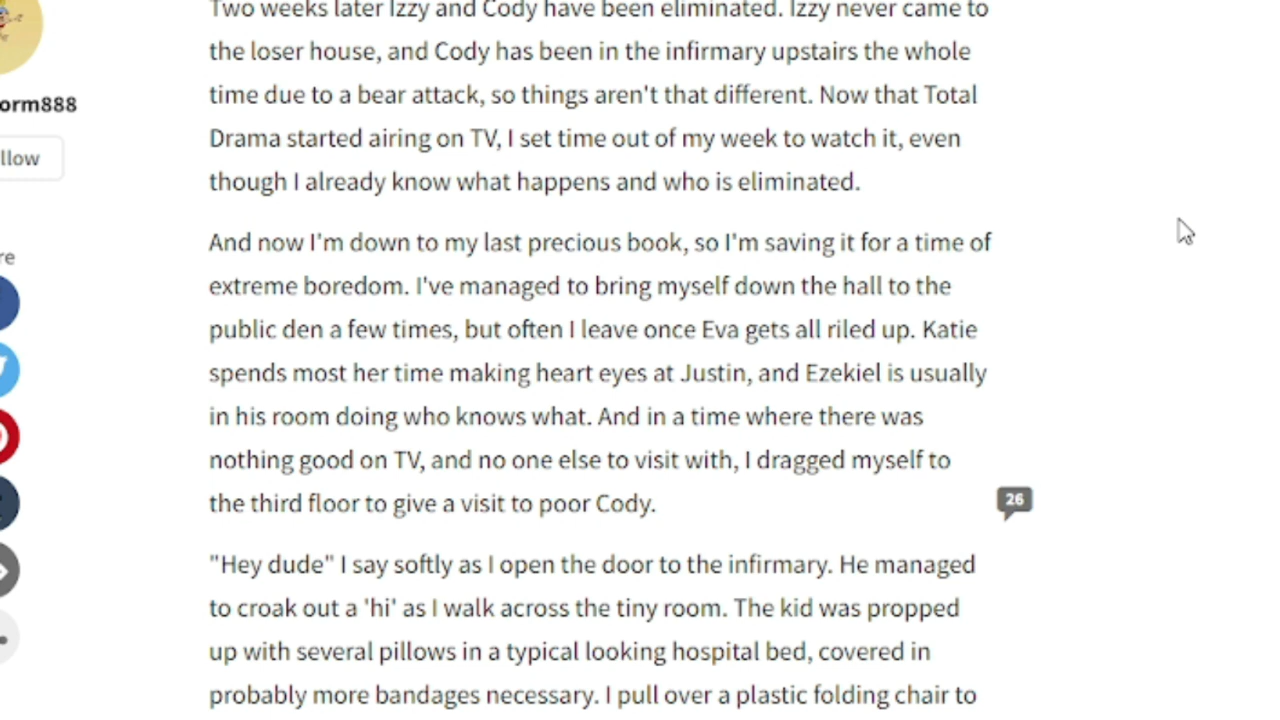 Two weeks later Izzy and Cody have been eliminated. Izzy never came to
the loser house, and Cody has been in the infirmary upstairs the whole
time due to a bear attack, so things aren't that different. Now that Total
orm888
Drama started airing on TV, I set time out of my week to watch it, even
llow
though I already know what happens and who is eliminated.
And now I'm down to my last precious book, so I'm saving it for a time of
re
extreme boredom. I've managed to bring myself down the hall to the
public den a few times, but often I leave once Eva gets all riled up. Katie
spends most her time making heart eyes at Justin, and Ezekiel is usually
in his room doing who knows what. And in a time where there was
nothing good on TV, and no one else to visit with, I dragged myself to
the third floor to give a visit to poor Cody.
26
"Hey dude" I say softly as I open the door to the infirmary. He managed
to croak out a 'hi' as I walk across the tiny room. The kid was propped
up with several pillows in a typical looking hospital bed, covered in
probably more bandages necessary. I pull over a plastic folding chair to